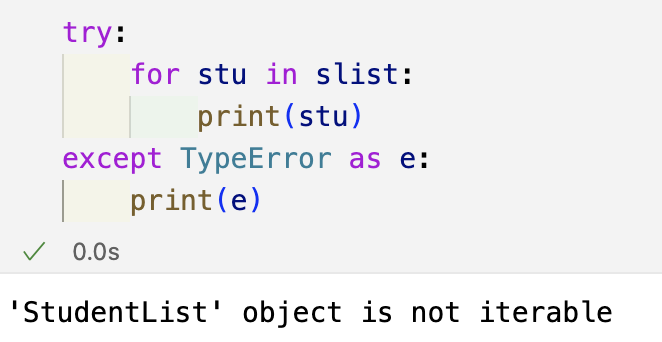 try:
    for stu in slist:
        print(stu)
except TypeError as e:
    print(e)
0.0s
'StudentList' object is not iterable